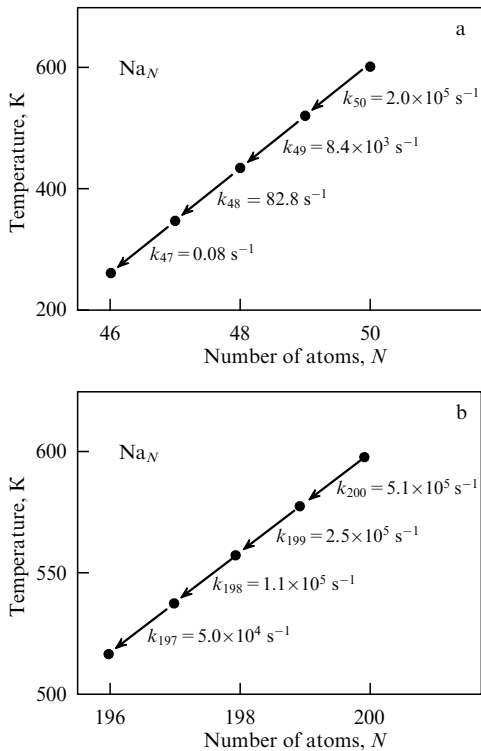 a
Na_N
Temperature, K
600
400
200
k_50 = 2.0×10^5 s^−1
k_49 = 8.4×10^3 s^−1
k_48 = 82.8 s^−1
k_47 = 0.08 s^−1
46 48 50
Number of atoms, N
b
Na_N
Temperature, K
600
550
500
k_200 = 5.1×10^5 s^−1
k_199 = 2.5×10^5 s^−1
k_198 = 1.1×10^5 s^−1
k_197 = 5.0×10^4 s^−1
196 198 200
Number of atoms, N